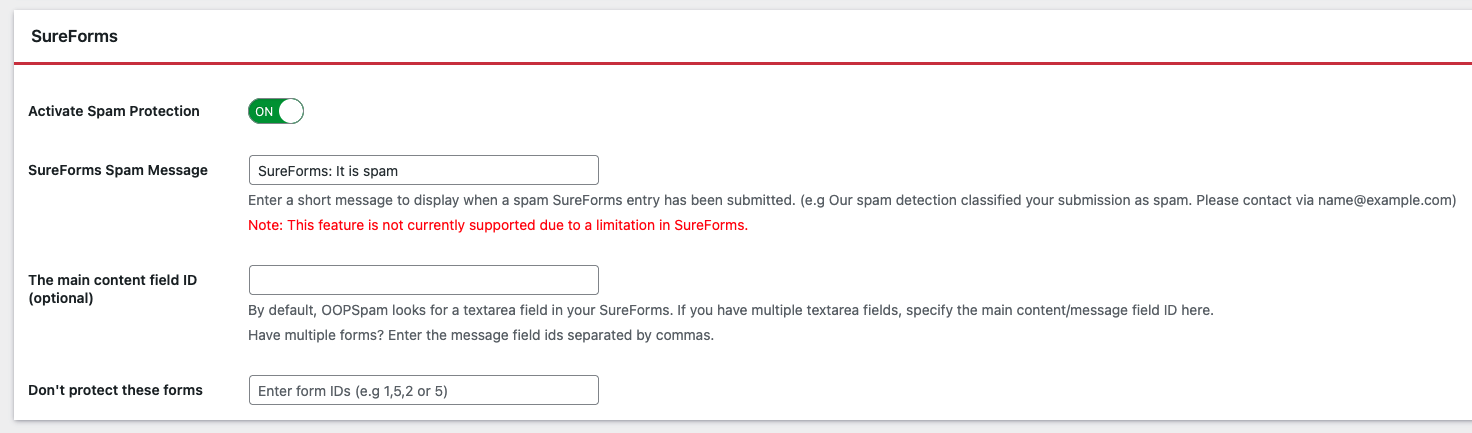 SureForms
Activate Spam Protection
ON
SureForms Spam Message
SureForms: It is spam
Enter a short message to display when a spam SureForms entry has been submitted. (e.g Our spam detection classified your submission as spam. Please contact via name@example.com)
Note: This feature is not currently supported due to a limitation in SureForms.
The main content field ID
(optional)
By default, OOPSpam looks for a textarea field in your SureForms. If you have multiple textarea fields, specify the main content/message field ID here.
Have multiple forms? Enter the message field ids separated by commas.
Don't protect these forms
Enter form IDs (e.g 1,5,2 or 5)